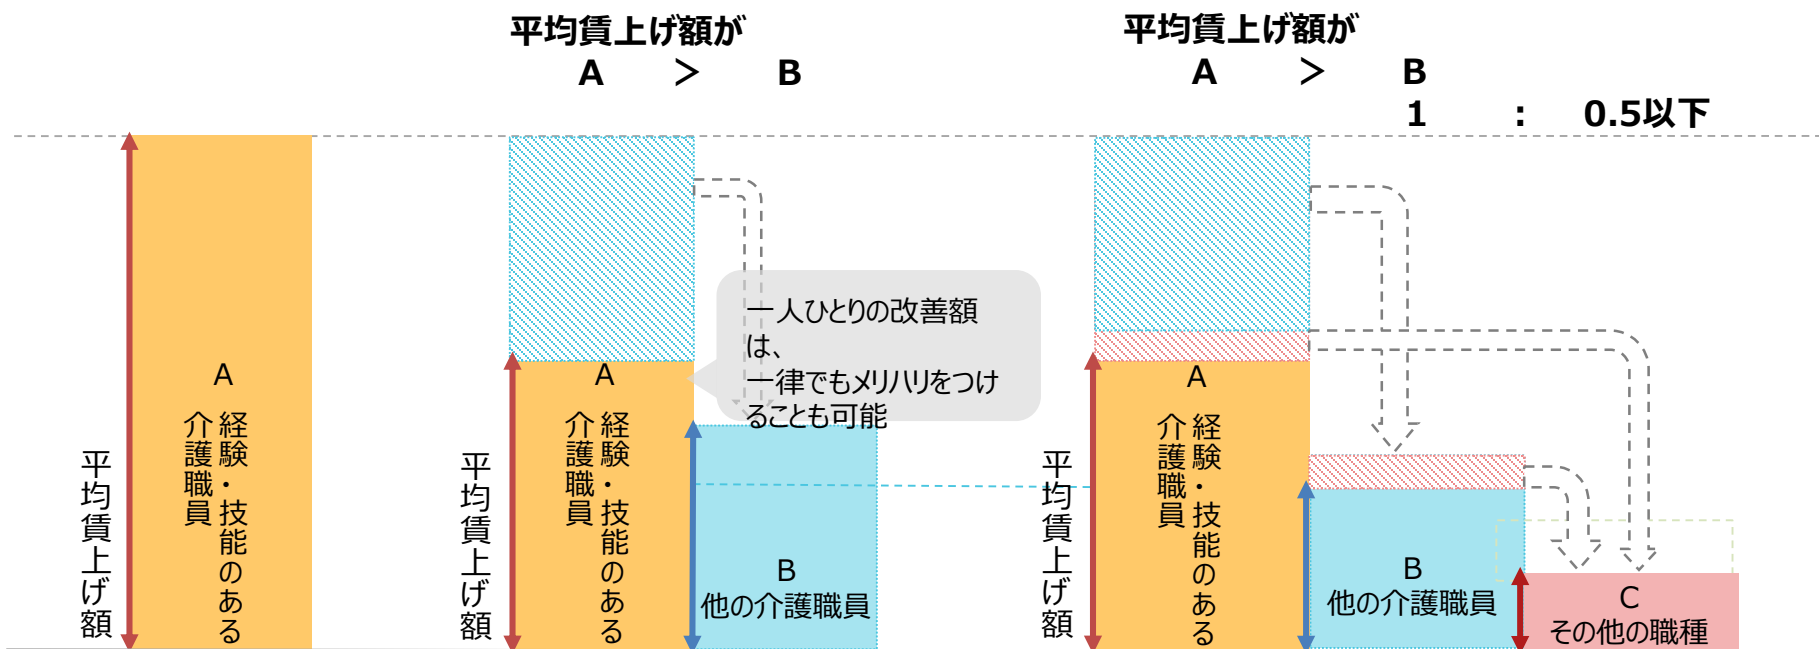 平均賃上げ額が
A > B
平均賃上げ額が
A > B
1 : 0.5以下
平均賃上げ額
A
経験・技能のある
介護職員
平均賃上げ額
A
経験・技能のある
介護職員
一人ひとりの改善額
は、
一律でもメリハリをつけ
ることも可能
B
他の介護職員
平均賃上げ額
A
経験・技能のある
介護職員
B
他の介護職員
C
その他の職種